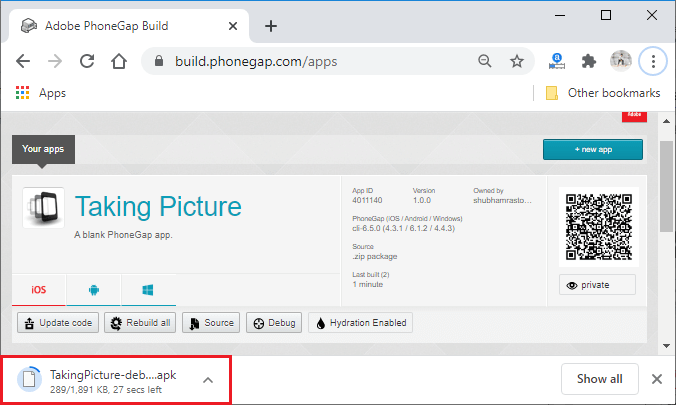 Adobe PhoneGap Build
build.phonegap.com/apps
Apps
Other bookmarks
Adobe
Your apps
+ new app
Taking Picture
A blank PhoneGap app.
App ID
4011140
Version
1.0.0
Owned by
shubhamrasto...
PhoneGap (iOS / Android / Windows)
cli-6.5.0 (4.3.1 / 6.1.2 / 4.4.3)
Source
.zip package
Last built (2)
1 minute
private
iOS
Update code
Rebuild all
Source
Debug
Hydration Enabled
TakingPicture-deb....apk
289/1,891 KB, 27 secs left
Show all